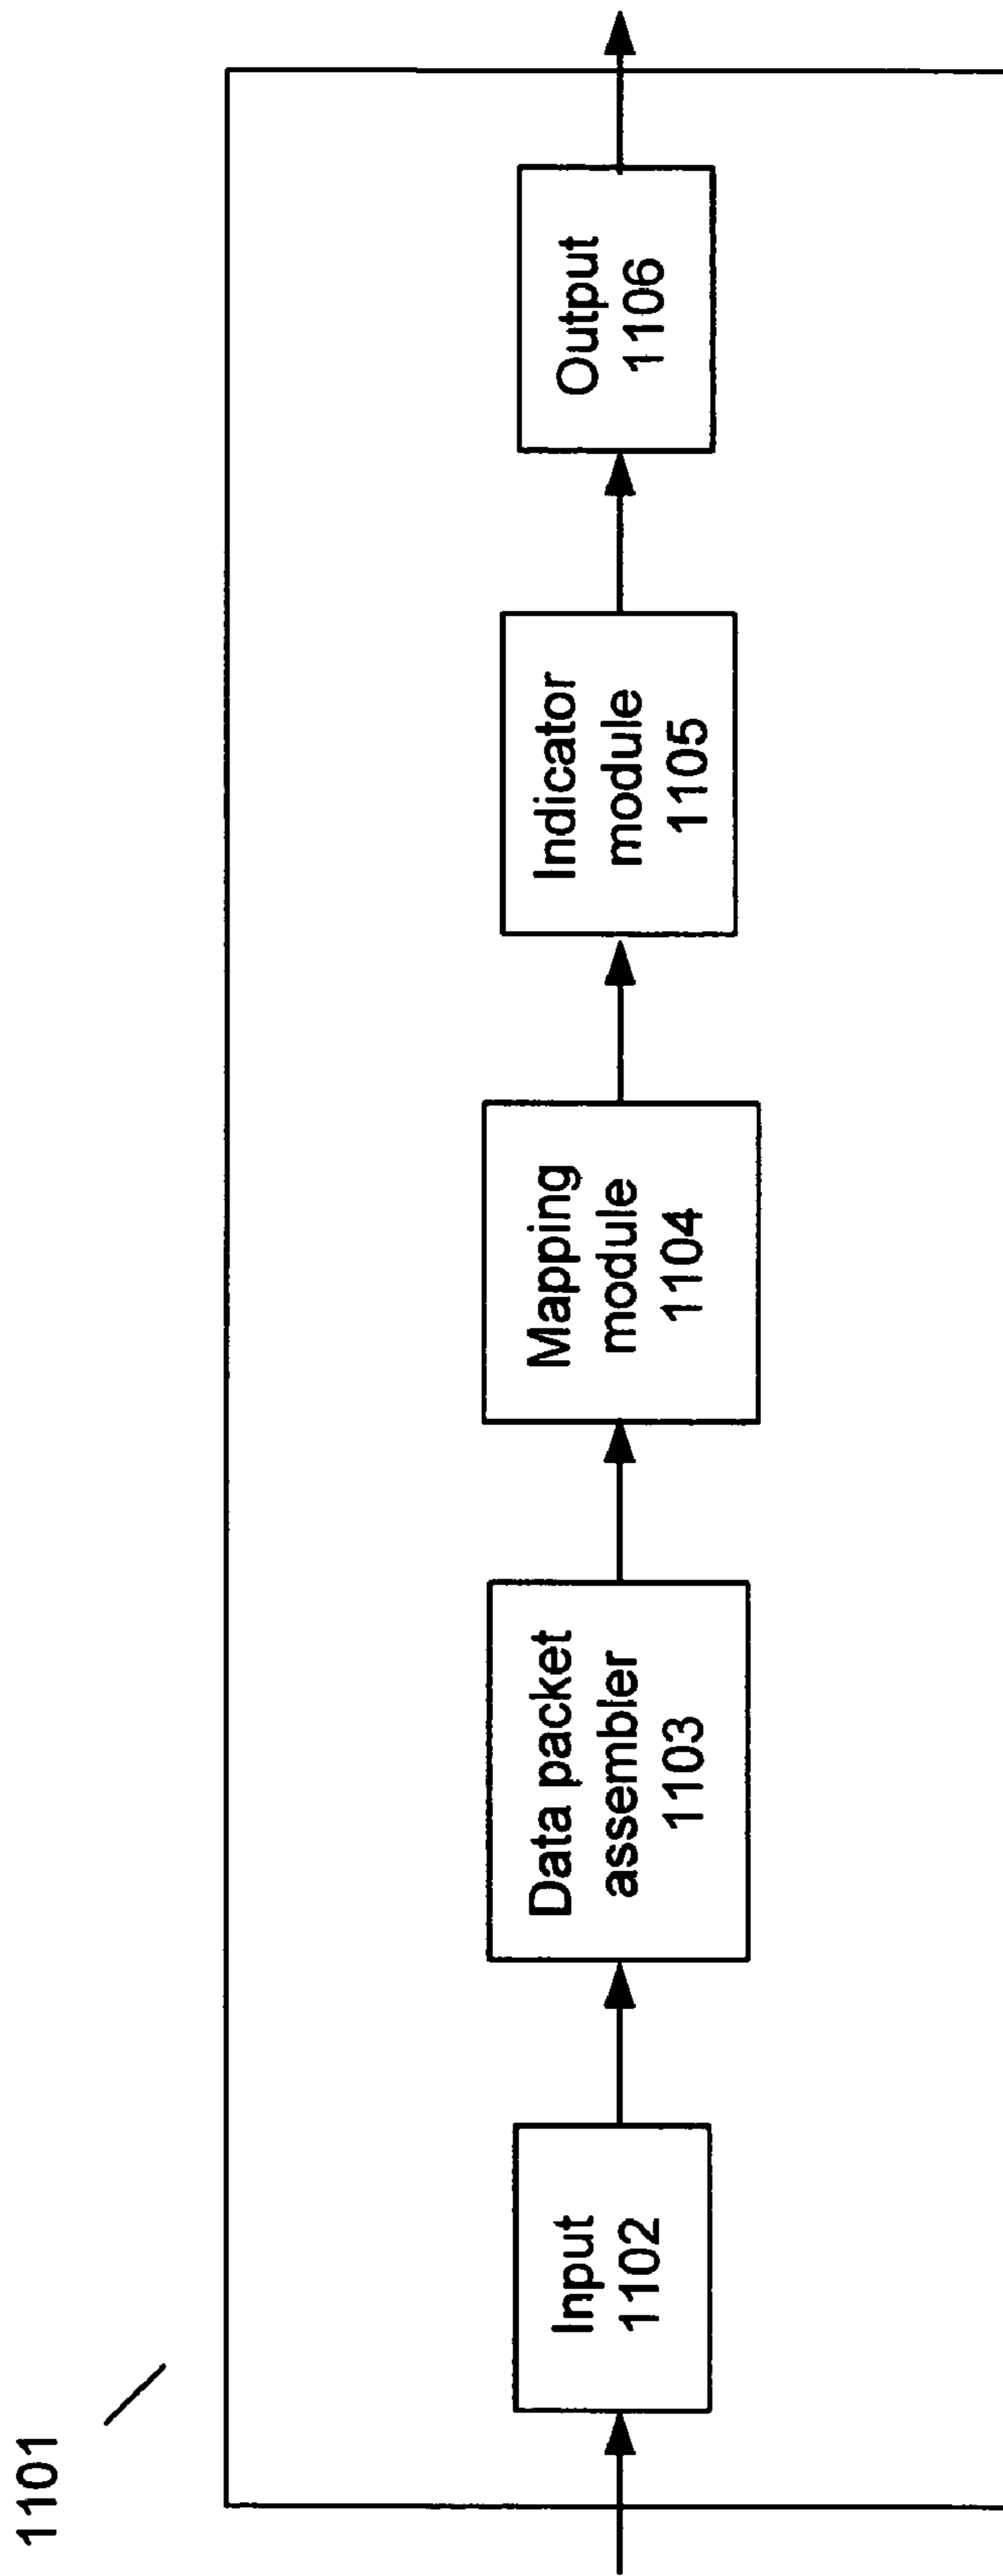 1101
Input
1102
Data packet
assembler
1103
Mapping
module
1104
Indicator
module
1105
Output
1106